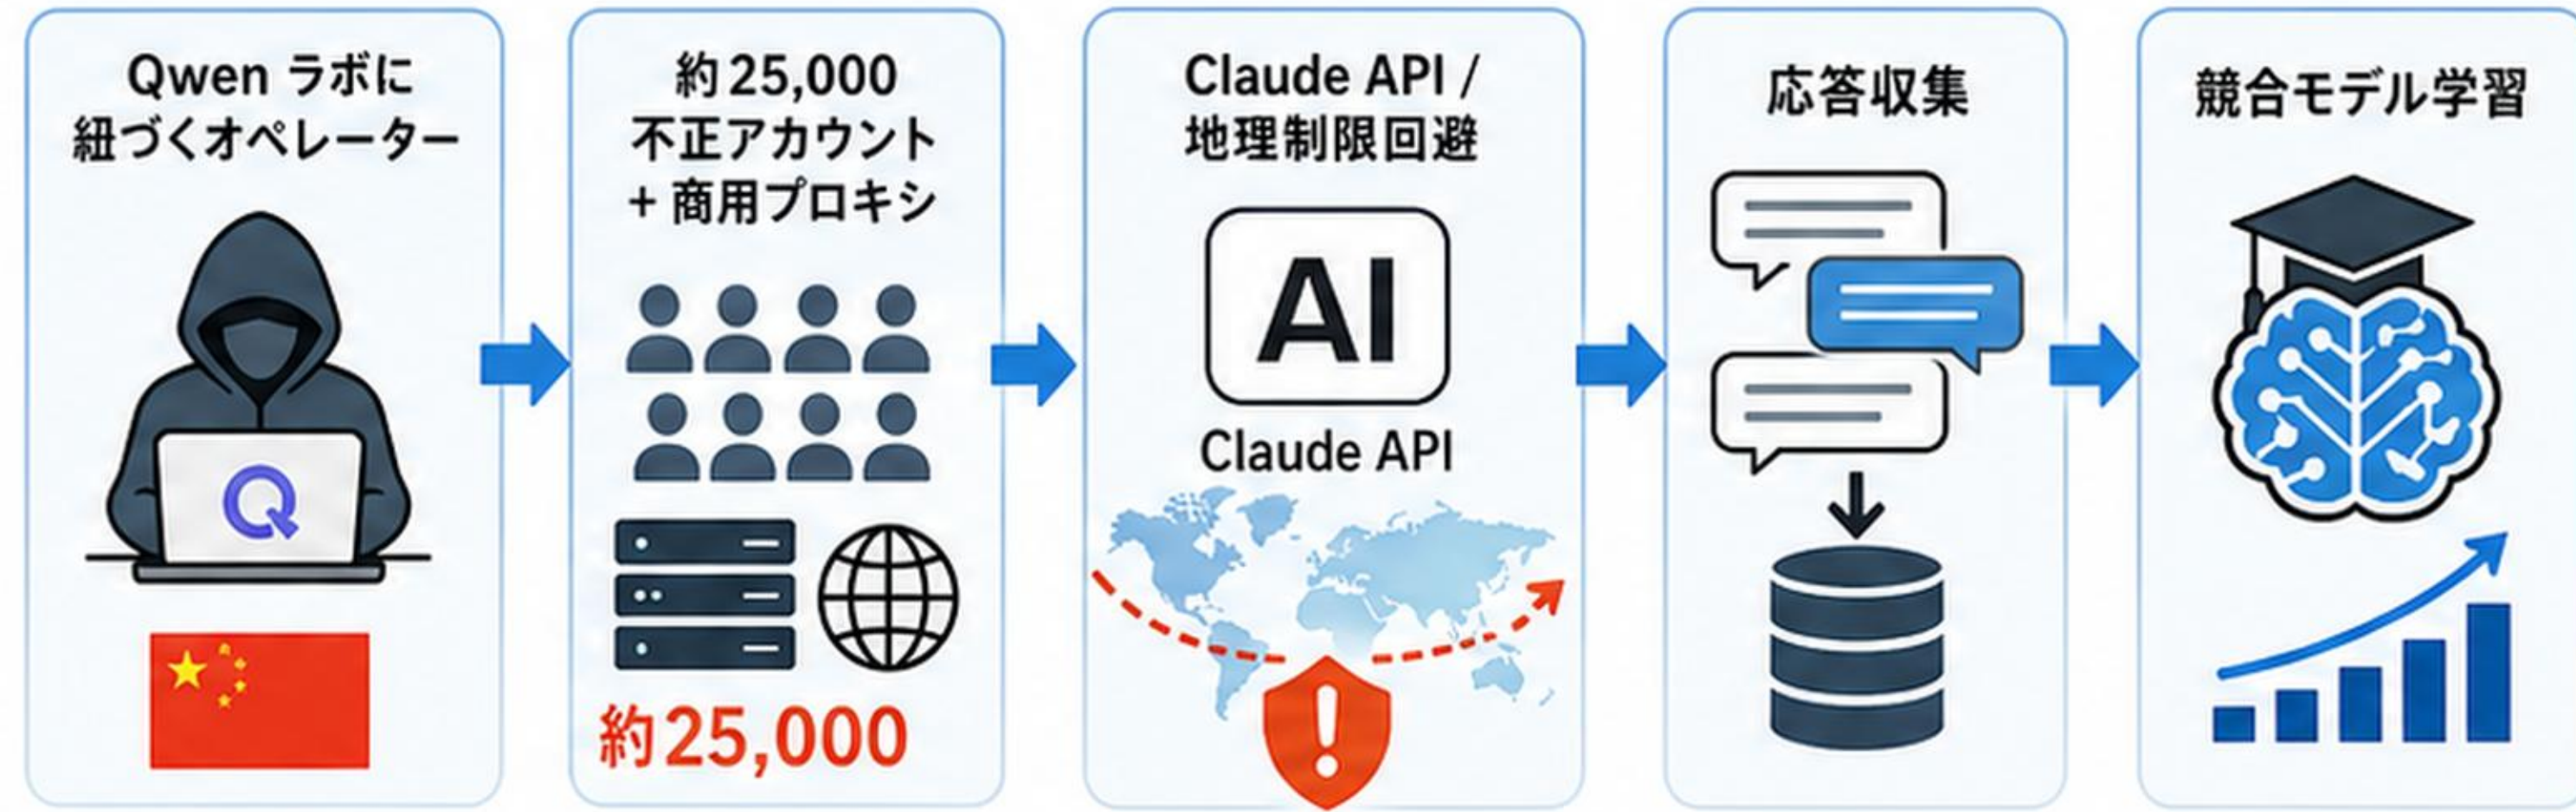 Qwen ラボに
紐づくオペレーター
Q
約25,000
不正アカウント
+ 商用プロキシ
約25,000
Claude API /
地理制限回避
AI
Claude API
応答収集
競合モデル学習